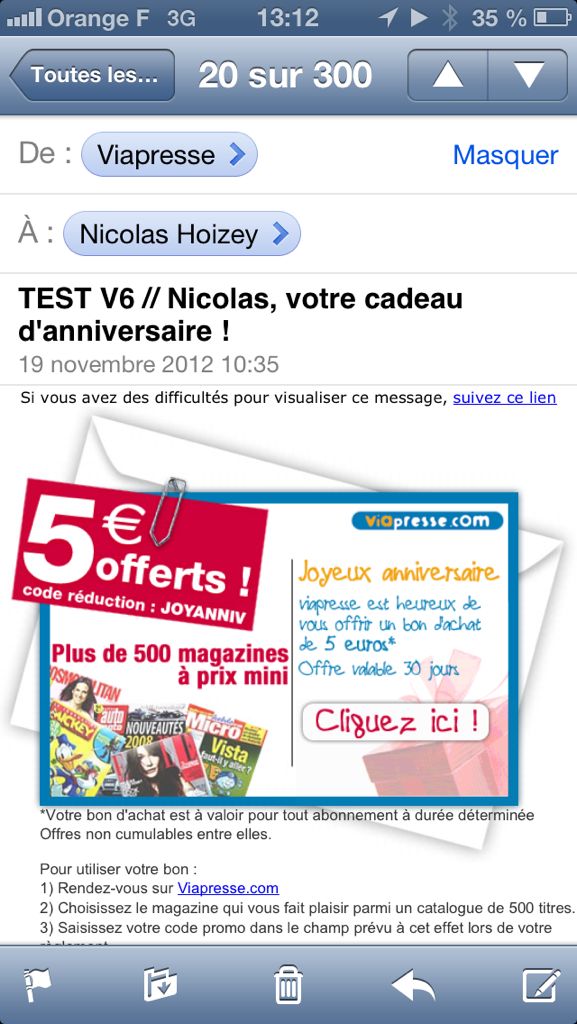 Orange F 3G 13:12 35 %
Toutes les... 20 sur 300
De : Viapresse Masquer
À : Nicolas Hoizey
TEST V6 // Nicolas, votre cadeau
d'anniversaire !
19 novembre 2012 10:35
Si vous avez des difficultés pour visualiser ce message, suivez ce lien
5€
offerts !
code réduction : JOYANNIV
viapresse.com
Joyeux anniversaire
viapresse est heureux de
vous offrir un bon d'achat
de 5 euros*
Offre valable 30 jours
Cliquez ici !
Plus de 500 magazines
à prix mini
COSMOPOLITAN
MICKEY
auto
NOUVEAUTÉS
2008
Micro
hebdo
Vista
faut-il y aller ?
*Votre bon d'achat est à valoir pour tout abonnement à durée déterminée
Offres non cumulables entre elles.
Pour utiliser votre bon :
1) Rendez-vous sur Viapresse.com
2) Choisissez le magazine qui vous fait plaisir parmi un catalogue de 500 titres.
3) Saisissez votre code promo dans le champ prévu à cet effet lors de votre
règlement